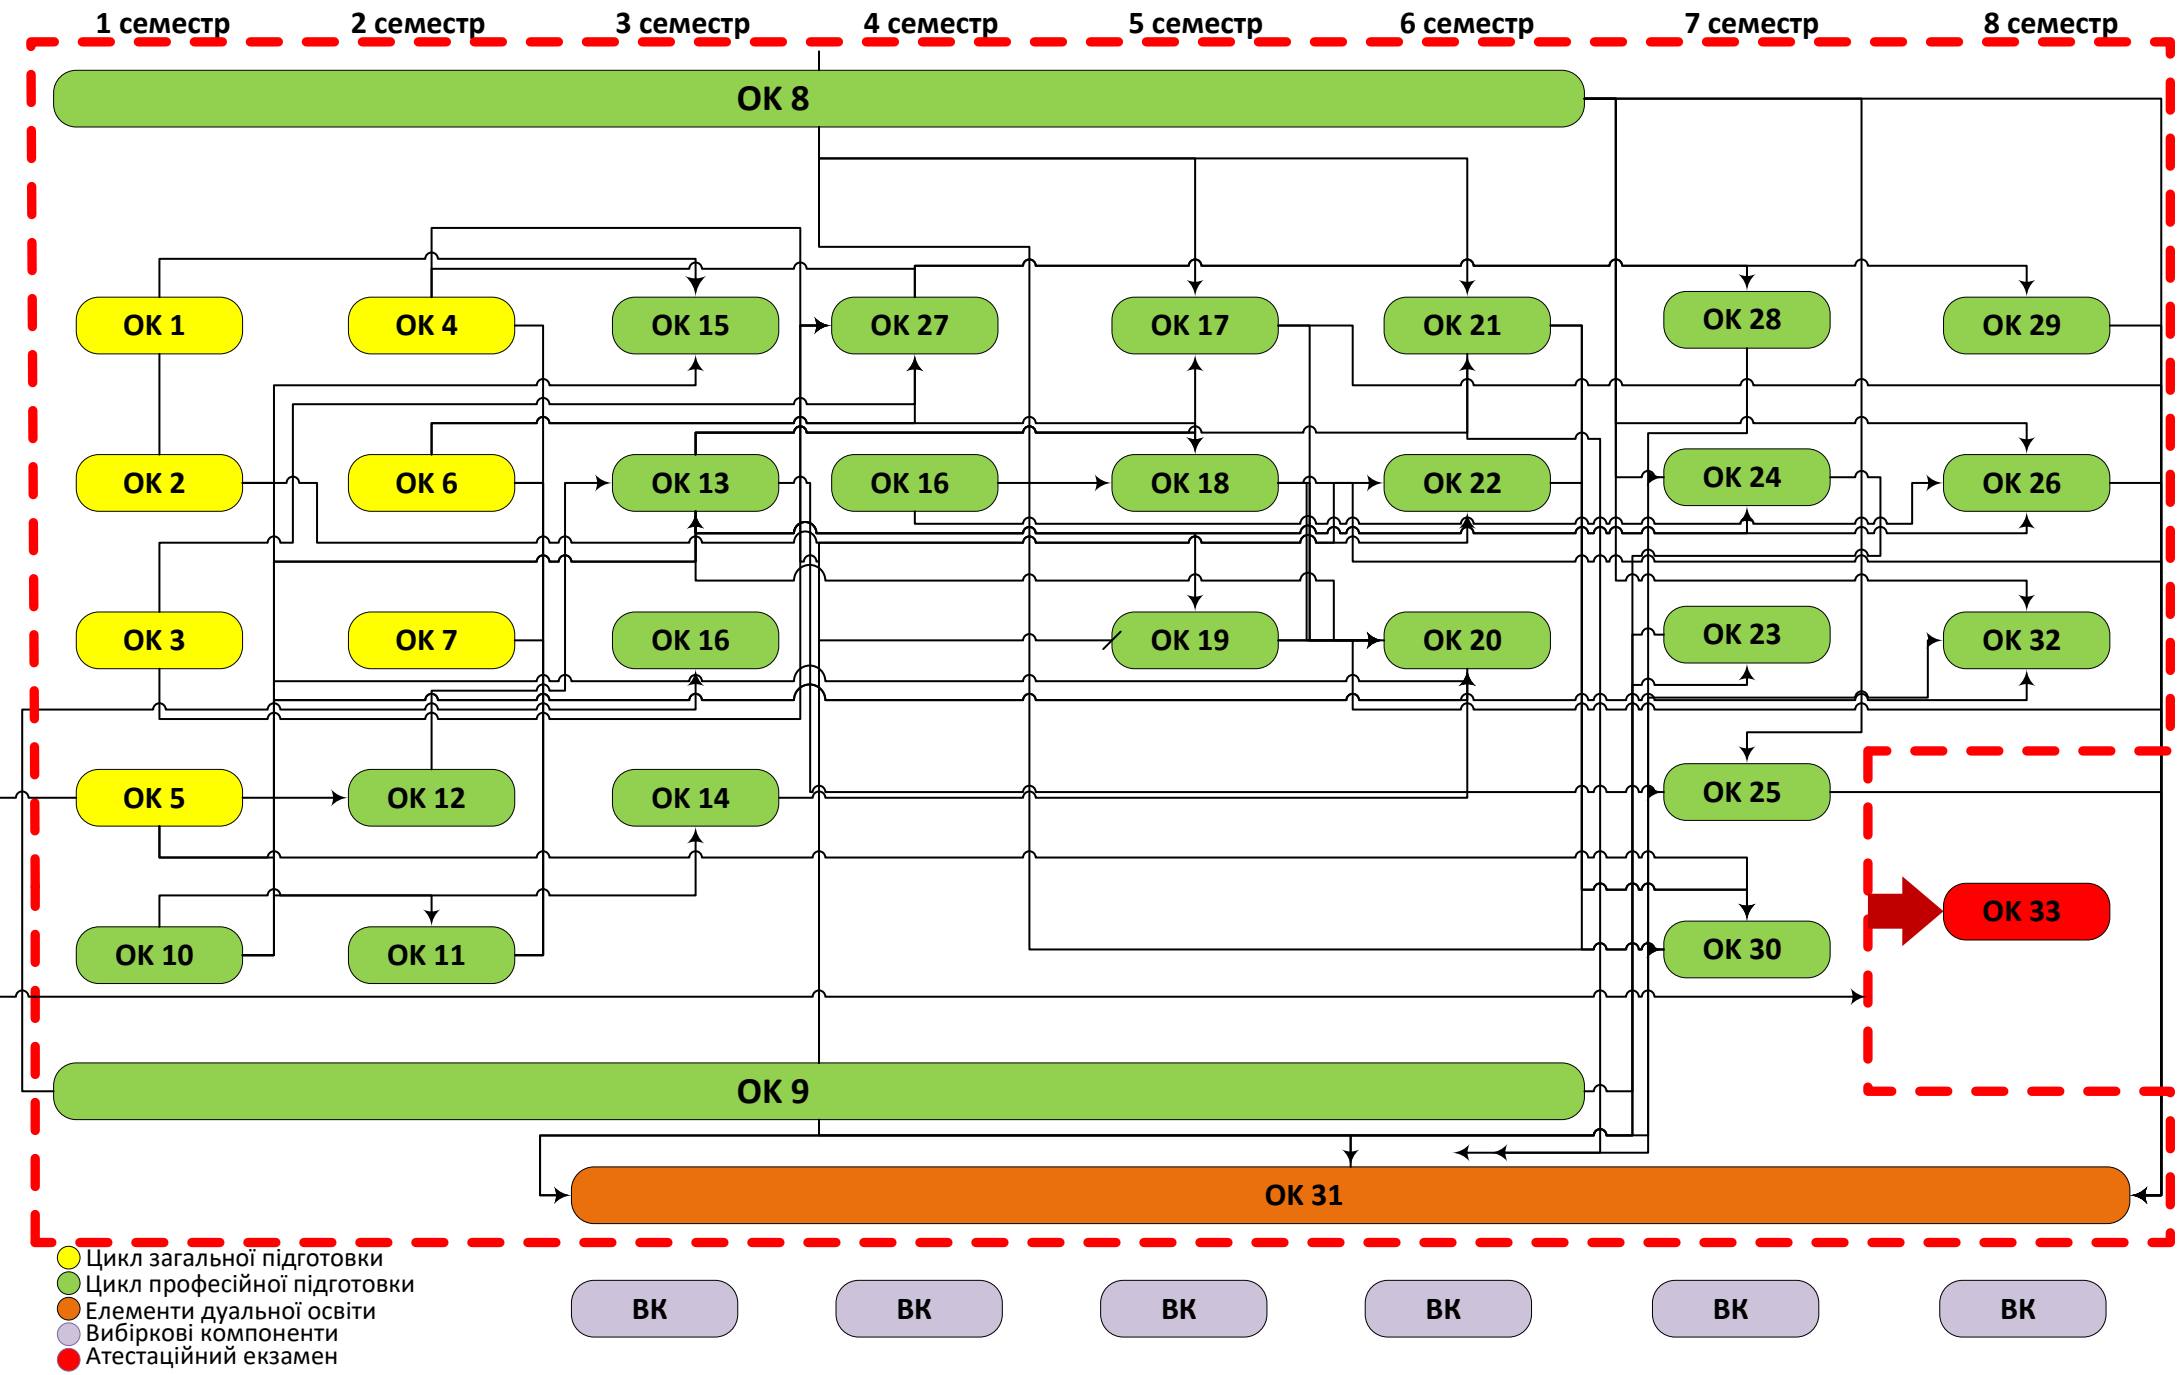 1 семестр 2 семестр 3 семестр 4 семестр 5 семестр 6 семестр 7 семестр 8 семестр
ОК 8
ОК 1 ОК 4 ОК 15 ОК 27 ОК 17 ОК 21 ОК 28 ОК 29
ОК 2 ОК 6 ОК 13 ОК 16 ОК 18 ОК 22 ОК 24 ОК 26
ОК 3 ОК 7 ОК 16 ОК 19 ОК 20 ОК 23 ОК 32
ОК 5 ОК 12 ОК 14 ОК 25
ОК 33
ОК 10 ОК 11 ОК 30
ОК 9
ОК 31
Цикл загальної підготовки
Цикл професійної підготовки
Елементи дуальної освіти
Вибіркові компоненти
Атестаційний екзамен
ВК ВК ВК ВК ВК ВК